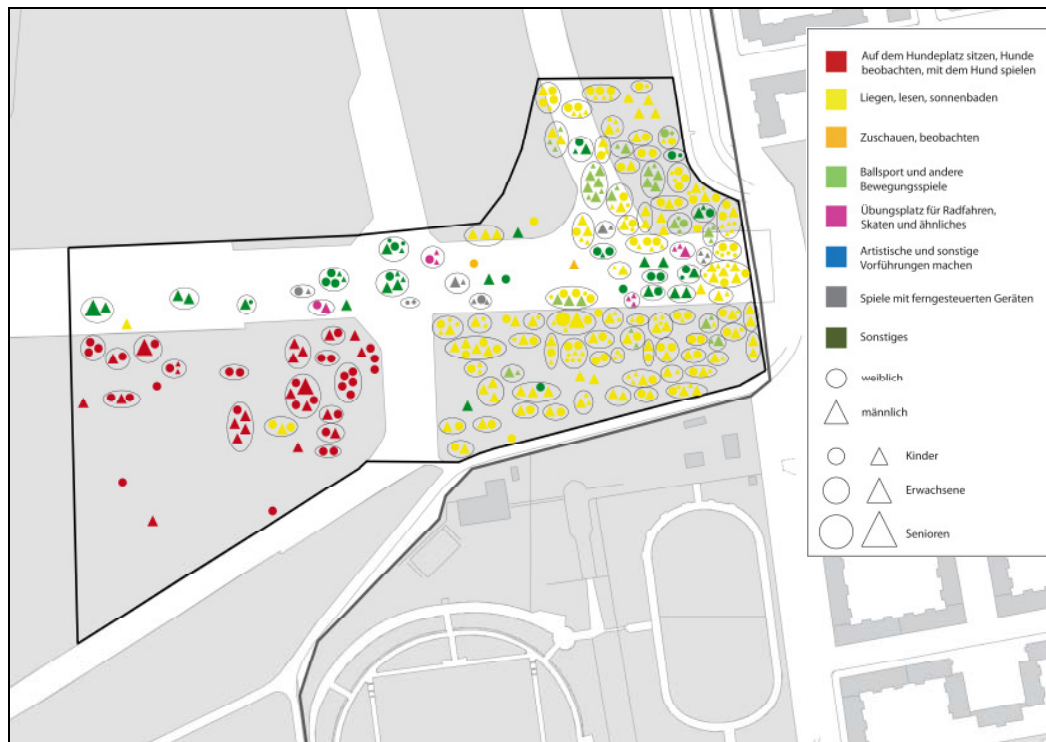 Auf dem Hundeplatz sitzen, Hunde
beobachten, mit dem Hund spielen
Liegen, lesen, sonnenbaden
Zuschauen, beobachten
Ballsport und andere
Bewegungsspiele
Übungsplatz für Radfahren,
Skaten und ähnliches
Artistische und sonstige
Vorführungen machen
Spiele mit ferngesteuerten Geräten
Sonstiges
weiblich
männlich
Kinder
Erwachsene
Senioren